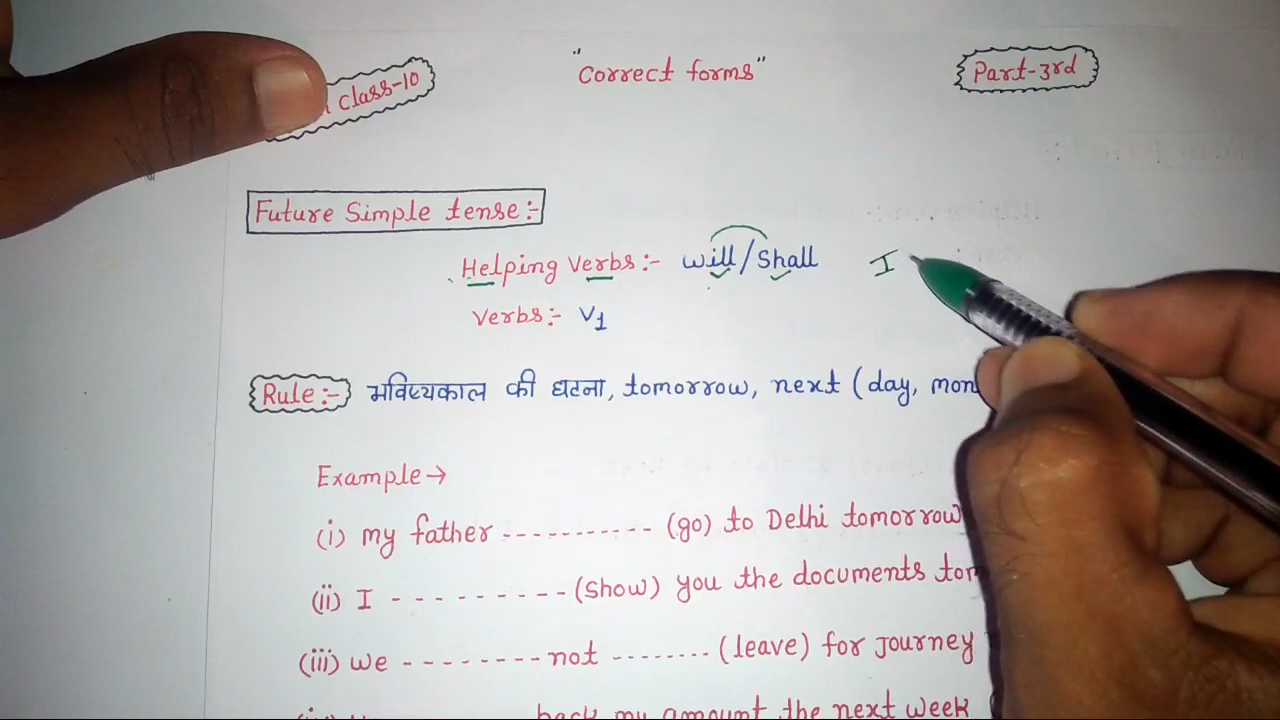 class-10
"Correct forms"
Part-3rd
Future Simple tense:-
Helping Verbs:- will/Shall I
Verbs:- V1
Rule:- भविष्यकाल की घटना, tomorrow, next (day,
Example→
(i) my father ---------- (go) to Delhi tomorrow
(ii) I --------- (Show) you the documents
(iii) we -------- not -------- (leave) for Journey
back my amount the next week